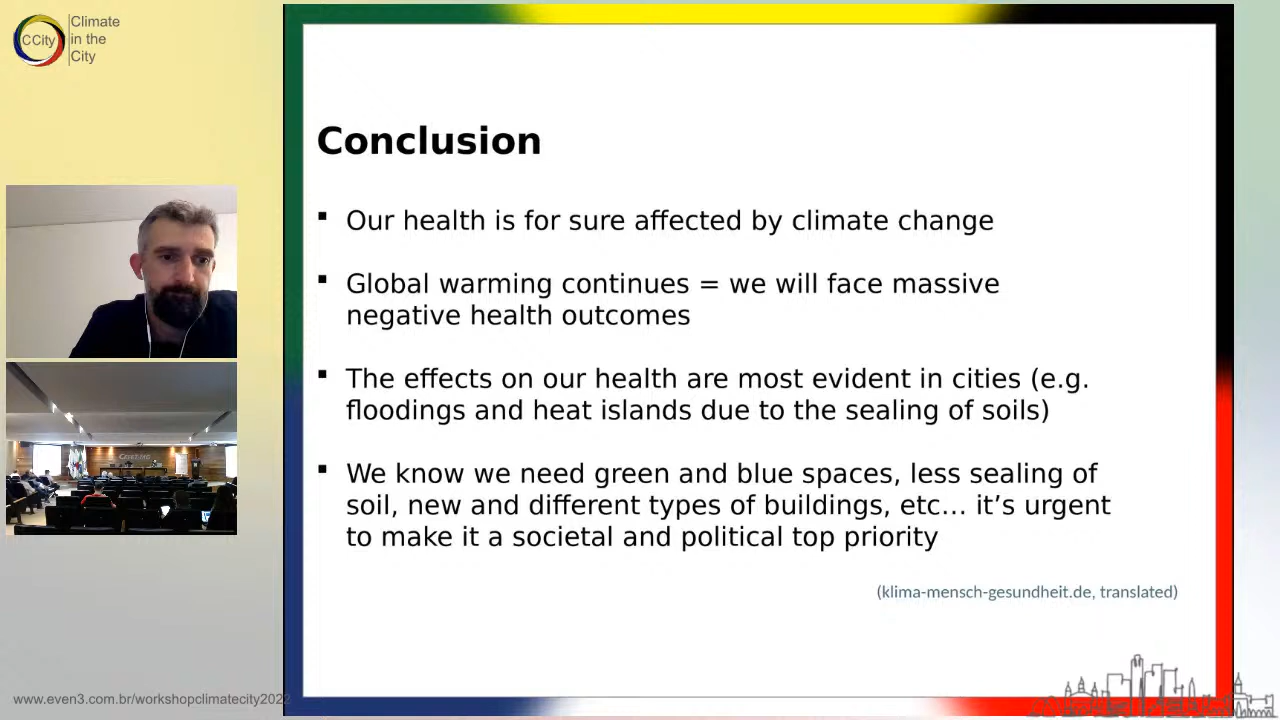 CCity
Climate
in the
City
Conclusion
▪ Our health is for sure affected by climate change
▪ Global warming continues = we will face massive
negative health outcomes
▪ The effects on our health are most evident in cities (e.g.
floodings and heat islands due to the sealing of soils)
▪ We know we need green and blue spaces, less sealing of
soil, new and different types of buildings, etc… it’s urgent
to make it a societal and political top priority
(klima-mensch-gesundheit.de, translated)
www.even3.com.br/workshopclimatecity2022